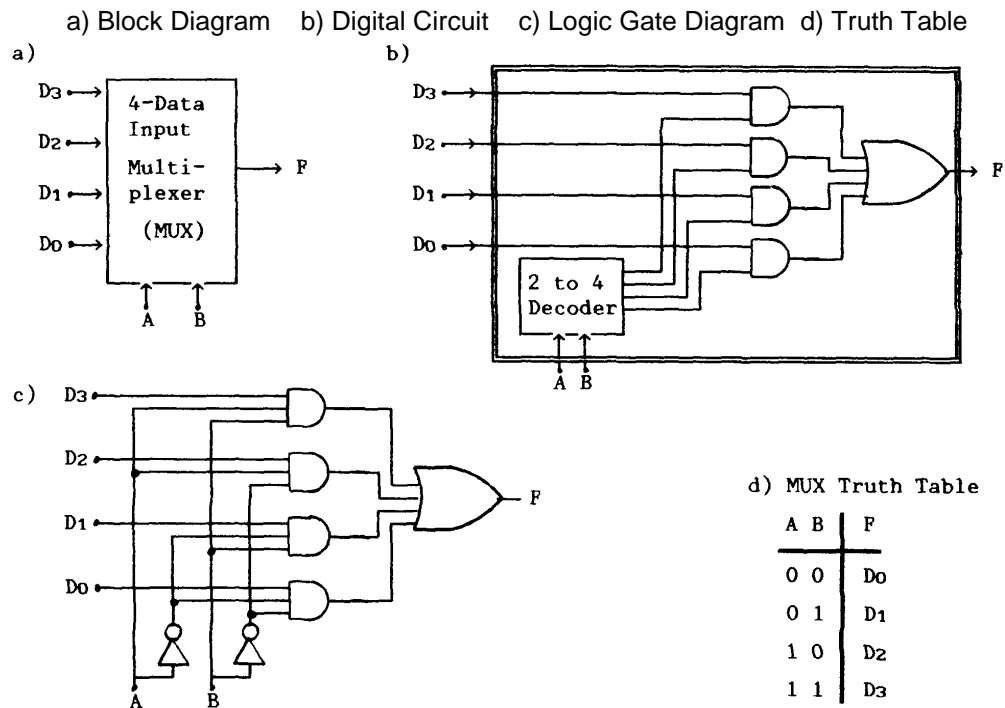 a) Block Diagram b) Digital Circuit c) Logic Gate Diagram d) Truth Table
a)
D3
D2
D1
D0
4-Data
Input
Multi-
plexer
(MUX)
F
A B
b)
D3
D2
D1
D0
2 to 4
Decoder
A B
F
c)
D3
D2
D1
D0
A B
F
d) MUX Truth Table
A B F
0 0 D0
0 1 D1
1 0 D2
1 1 D3